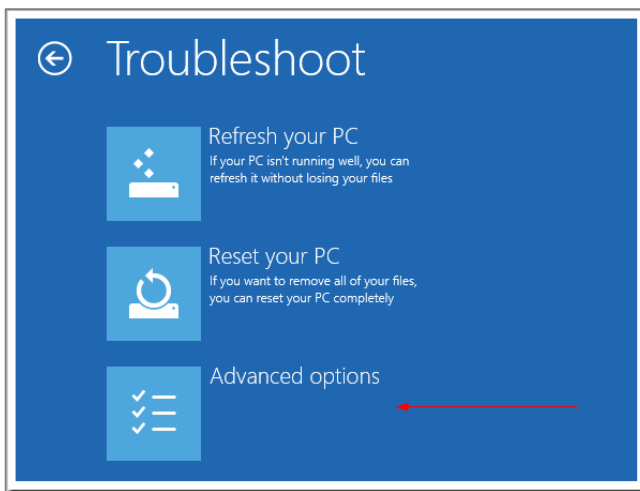 Troubleshoot
Refresh your PC
If your PC isn't running well, you can
refresh it without losing your files
Reset your PC
If you want to remove all of your files,
you can reset your PC completely
Advanced options